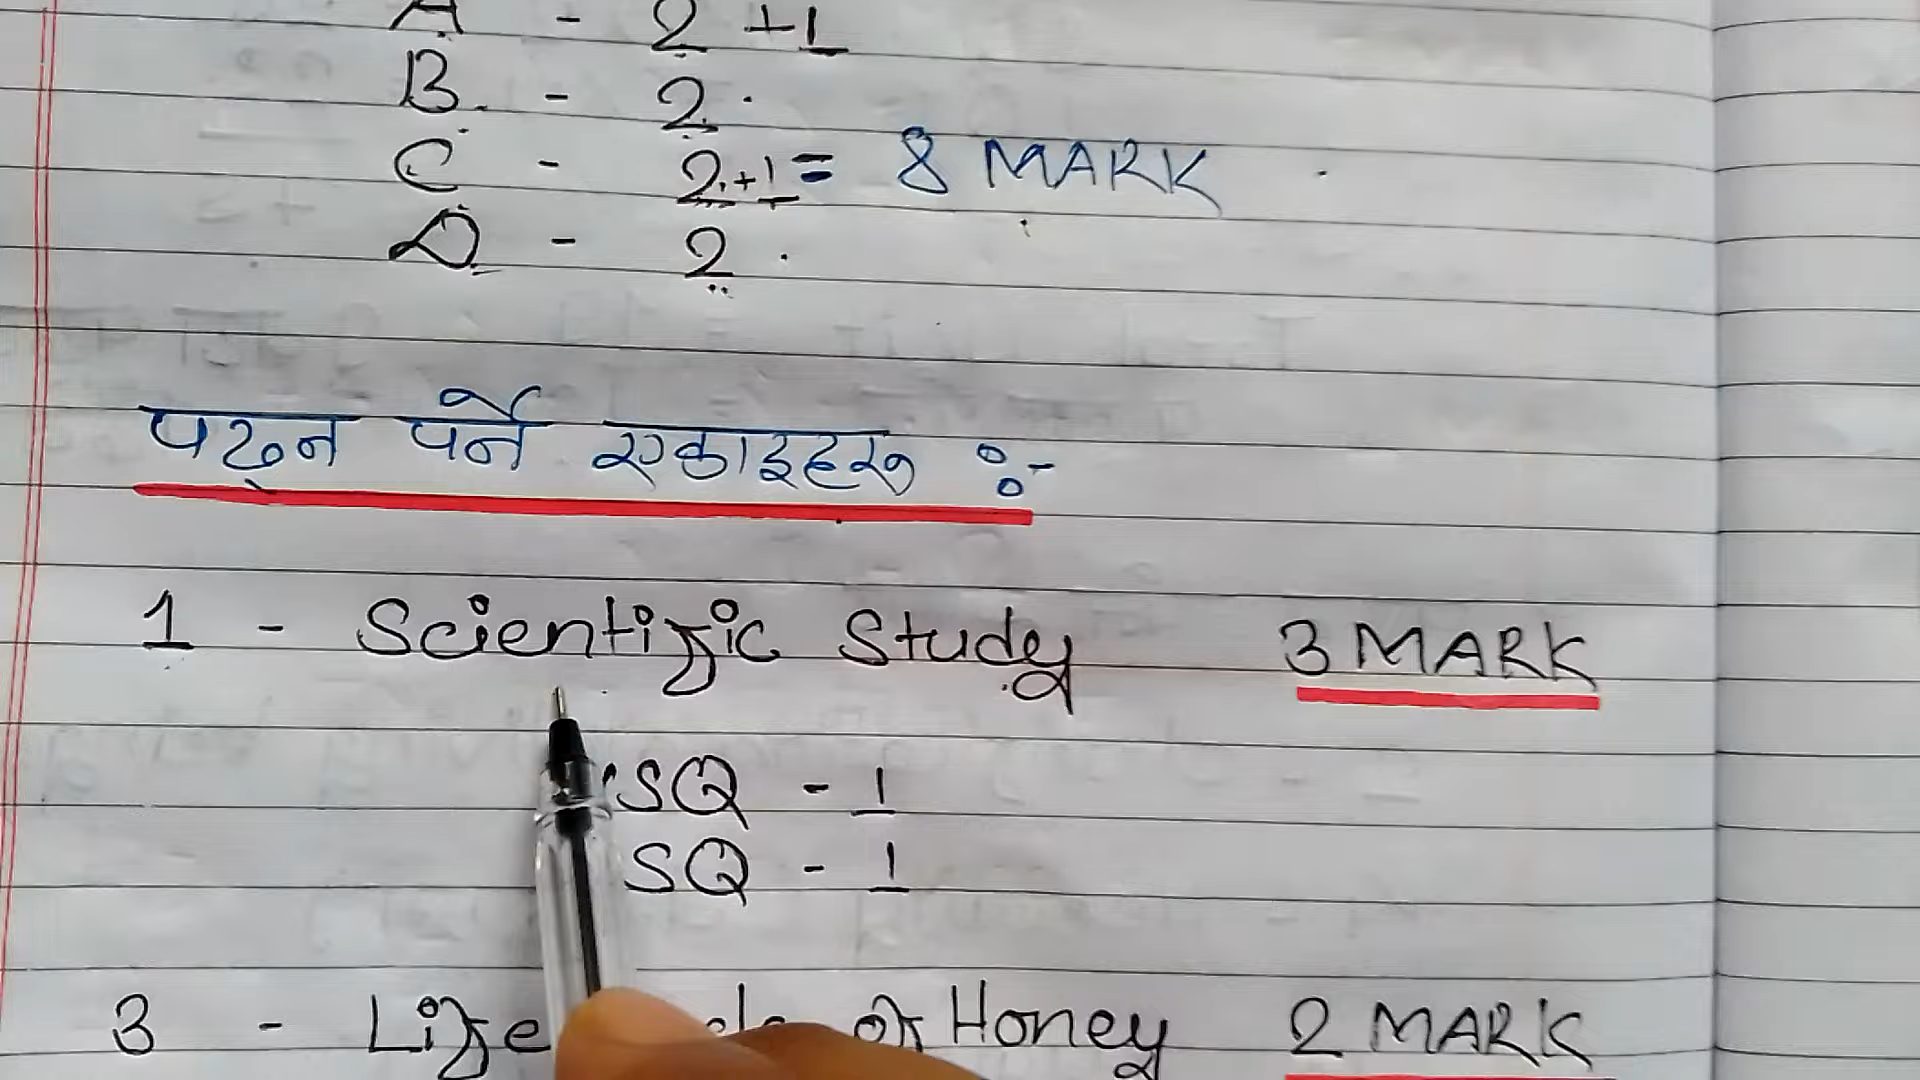 A - 2 +1
B. - 2.
C - 2+1 = 8 MARK
D - 2.
पढ्न पर्ने एकाइहरू :-
1 - Scientific Study 3 MARK
SQ - 1
SQ - 1
3 - Life of Honey 2 MARK